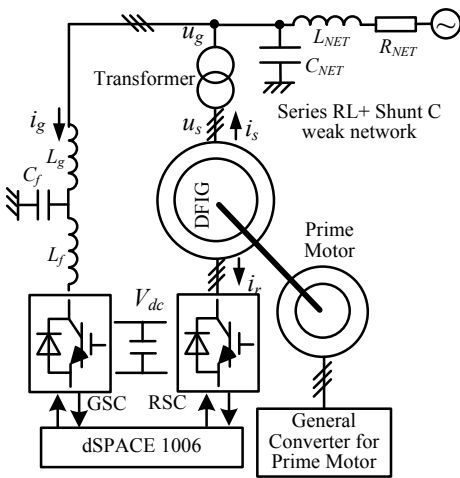 u_g
L_NET
R_NET
C_NET
Transformer
Series RL+ Shunt C
weak network
i_g
u_s
i_s
L_g
C_f
DFIG
Prime
Motor
L_f
i_r
V_dc
GSC
RSC
dSPACE 1006
General
Converter for
Prime Motor